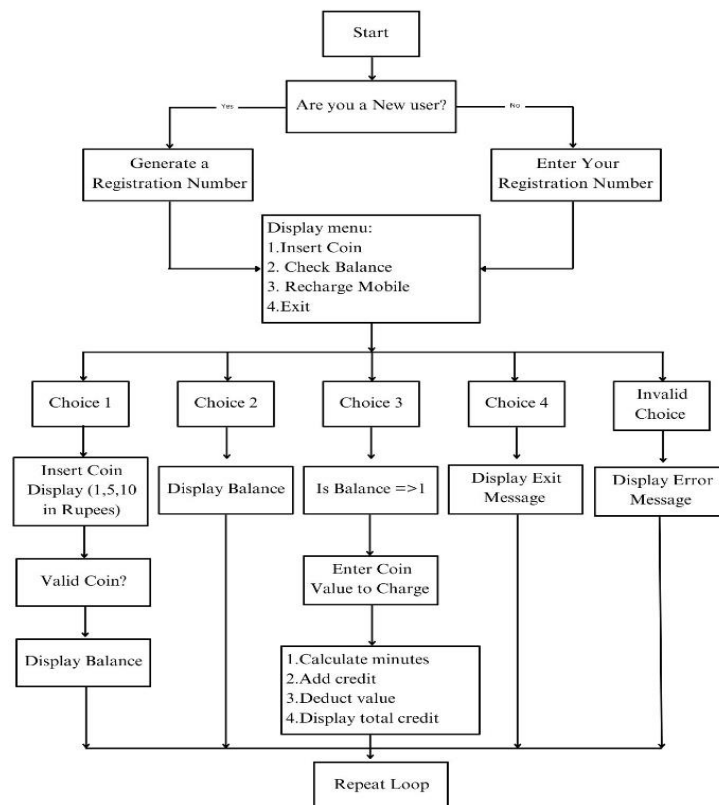 Start
Are you a New user?
Yes
No
Generate a
Registration Number
Enter Your
Registration Number
Display menu:
1.Insert Coin
2. Check Balance
3. Recharge Mobile
4.Exit
Choice 1
Choice 2
Choice 3
Choice 4
Invalid
Choice
Insert Coin
Display (1,5,10
in Rupees)
Display Balance
Is Balance =>1
Display Exit
Message
Display Error
Message
Valid Coin?
Enter Coin
Value to Charge
Display Balance
1.Calculate minutes
2.Add credit
3.Deduct value
4.Display total credit
Repeat Loop